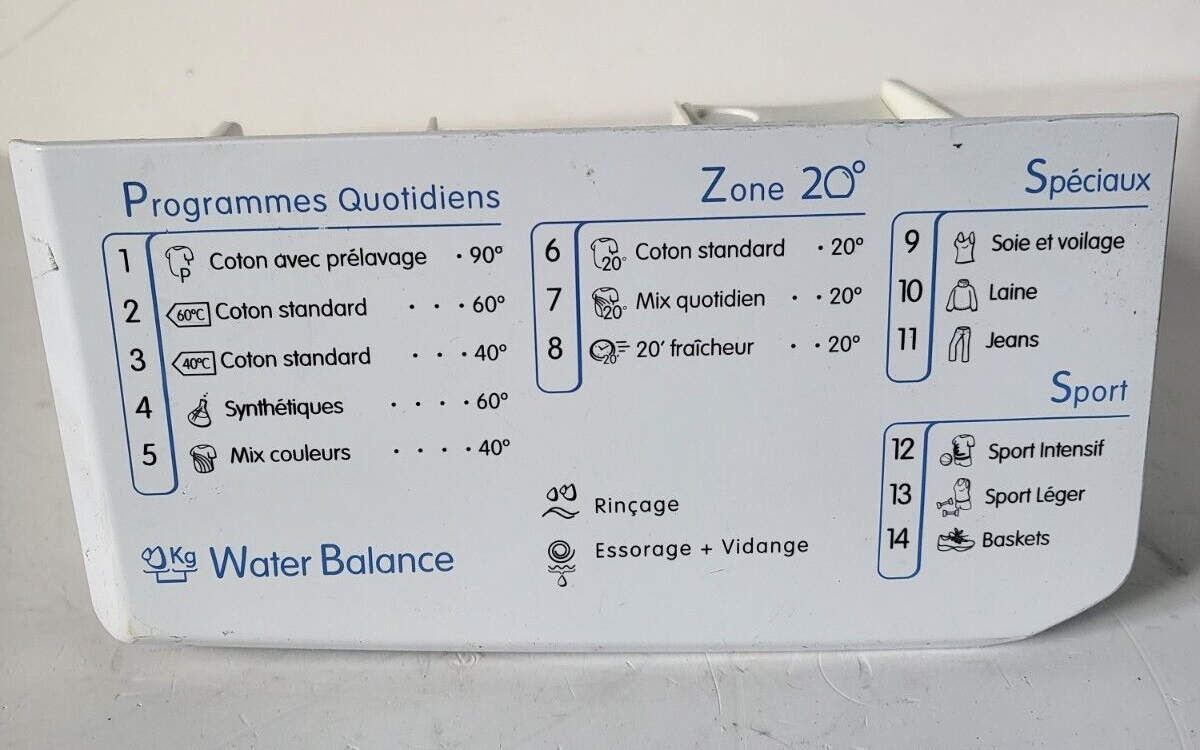 Programmes Quotidiens
1 P Coton avec prélavage · 90°
2 60°C Coton standard · · · 60°
3 40°C Coton standard · · · 40°
4 Synthétiques · · · · 60°
5 Mix couleurs · · · · 40°
Kg Water Balance
Zone 20°
6 20° Coton standard · 20°
7 20° Mix quotidien · · 20°
8 20' 20' fraîcheur · · 20°
Rinçage
Essorage + Vidange
Spéciaux
9 Soie et voilage
10 Laine
11 Jeans
Sport
12 Sport Intensif
13 Sport Léger
14 Baskets